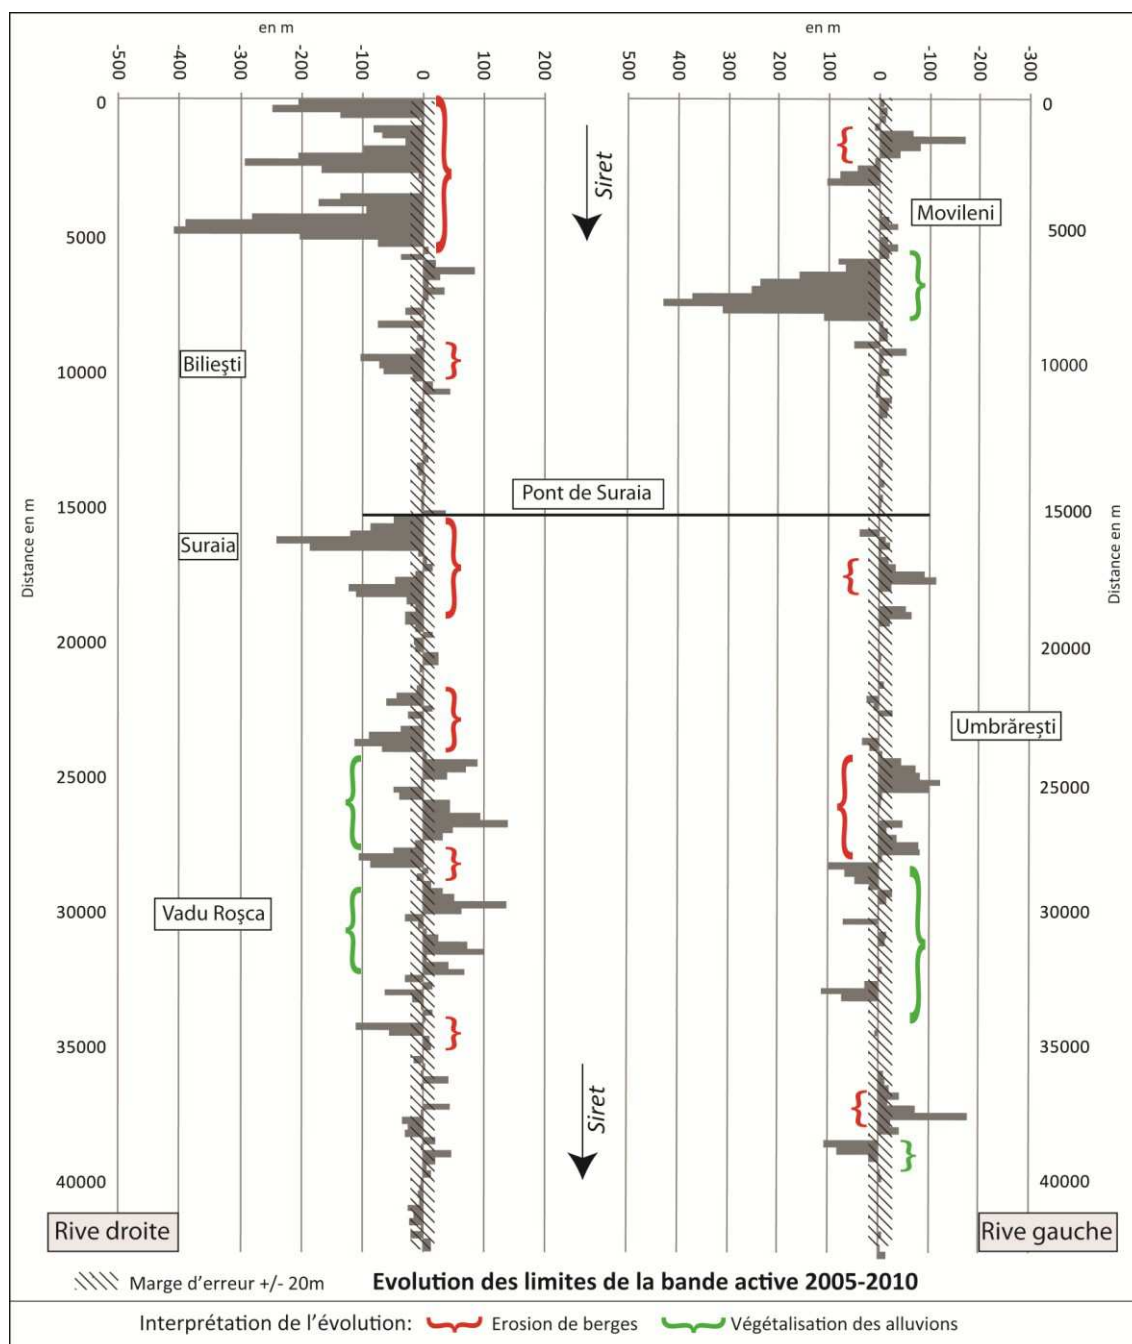 en m
en m
-500 -400 -300 -200 -100 0 100 200
500 400 300 200 100 0 -100 -200 -300
0
0
Siret
5000
Movileni
5000
Bilieşti
10000
10000
Pont de Suraia
15000
15000
Suraia
Distance en m
Distance en m
20000
20000
Umbrăreşti
25000
25000
Vadu Roşca
30000
30000
35000
35000
Siret
40000
40000
Rive droite
Rive gauche
Marge d'erreur +/- 20m
Evolution des limites de la bande active 2005-2010
Interprétation de l'évolution: Erosion de berges Végétalisation des alluvions